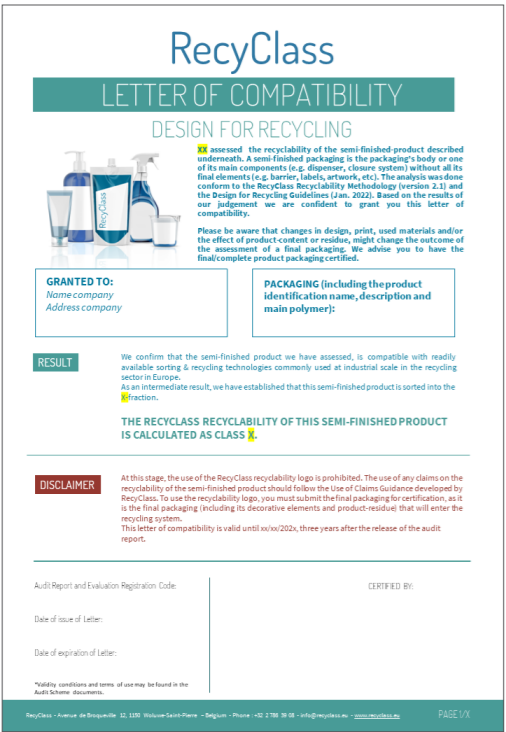 RecyClass
LETTER OF COMPATIBILITY
DESIGN FOR RECYCLING
RecyClass
XX assessed the recyclability of the semi-finished-product described
underneath. A semi-finished packaging is the packaging's body or one
of its main components (e.g. dispenser, closure system) without all its
final elements (e.g. barrier, labels, artwork, etc). The analysis was done
conform to the RecyClass Recyclability Methodology (version 2.1) and
the Design for Recycling Guidelines (Jan. 2022). Based on the results of
our judgement we are confident to grant you this letter of
compatibility.
Please be aware that changes in design, print, used materials and/or
the effect of product-content or residue, might change the outcome of
the assessment of a final packaging. We advise you to have the
final/complete product packaging certified.
GRANTED TO:
Name company
Address company
PACKAGING (including the product
identification name, description and
main polymer):
RESULT
We confirm that the semi-finished product we have assessed, is compatible with readily
available sorting & recycling technologies commonly used at industrial scale in the recycling
sector in Europe.
As an intermediate result, we have established that this semi-finished product is sorted into the
X-fraction.
THE RECYCLASS RECYCLABILITY OF THIS SEMI-FINISHED PRODUCT
IS CALCULATED AS CLASS X.
DISCLAIMER
At this stage, the use of the RecyClass recyclability logo is prohibited. The use of any claims on the
recyclability of the semi-finished product should follow the Use of Claims Guidance developed by
RecyClass. To use the recyclability logo, you must submit the final packaging for certification, as it
is the final packaging (including its decorative elements and product-residue) that will enter the
recycling system.
This letter of compatibility is valid until xx/xx/202x, three years after the release of the audit
report.
Audit Report and Evaluation Registration Code:
CERTIFIED BY:
Date of issue of Letter:
Date of expiration of Letter:
*Validity conditions and terms of use may be found in the
Audit Scheme documents.
RecyClass - Avenue de Broqueville 12, 1150 Woluwe-Saint-Pierre - Belgium - Phone : +32 2 786 39 08 - info@recyclass.eu - www.recyclass.eu
PAGE 1/X